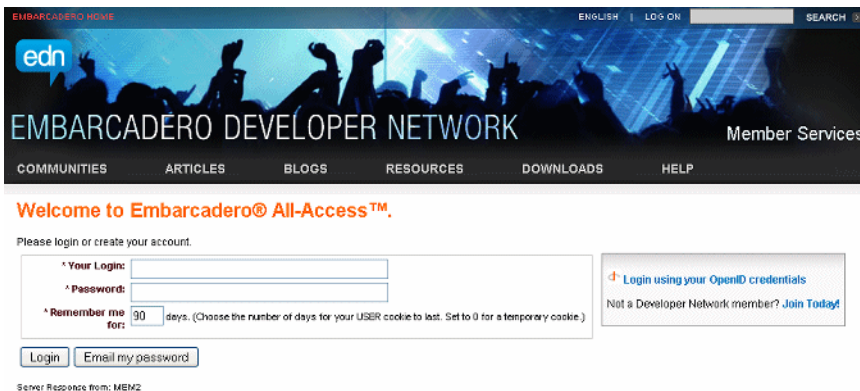 EMBARCADERO HOME
ENGLISH | LOG ON SEARCH
edn
EMBARCADERO DEVELOPER NETWORK
Member Services
COMMUNITIES ARTICLES BLOGS RESOURCES DOWNLOADS HELP
Welcome to Embarcadero® All-Access™.
Please login or create your account.
* Your Login:
* Password:
* Remember me for: 90 days. (Choose the number of days for your USER cookie to last. Set to 0 for a temporary cookie.)
Login using your OpenID credentials
Not a Developer Network member? Join Today!
Login Email my password
Server Response from: MEM2